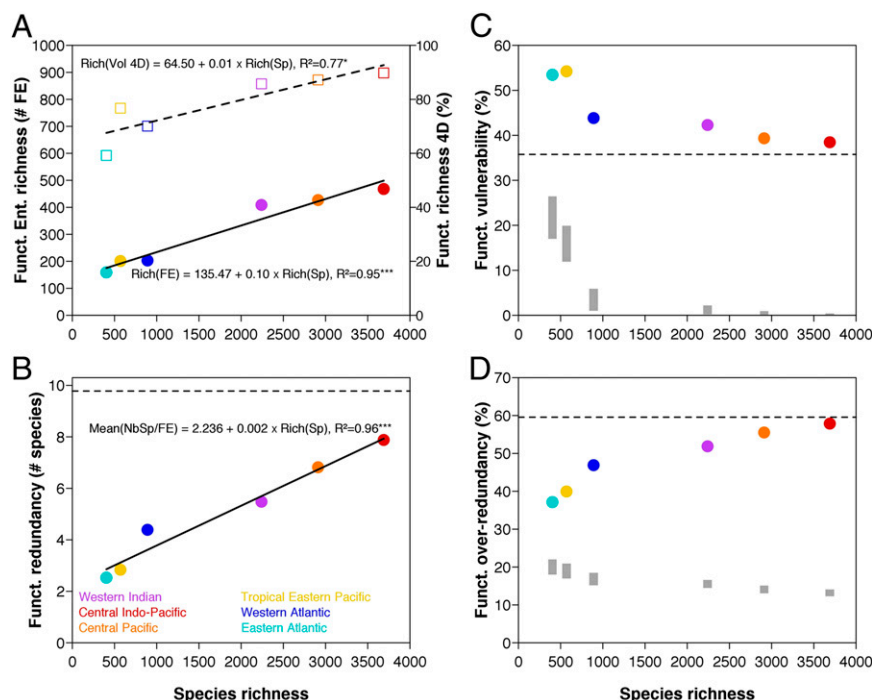 A
Funct. Ent. richness (# FE)
1000
900
800
700
600
500
400
300
200
100
0
Rich(Vol 4D) = 64.50 + 0.01 x Rich(Sp), R²=0.77*
Rich(FE) = 135.47 + 0.10 x Rich(Sp), R²=0.95***
100
80
60
40
20
0
Funct. richness 4D (%)
0 500 1000 1500 2000 2500 3000 3500 4000
B
Funct. redundancy (# species)
10
8
6
4
2
0
Mean(NbSp/FE) = 2.236 + 0.002 x Rich(Sp), R²=0.96***
Western Indian Tropical Eastern Pacific
Central Indo-Pacific Western Atlantic
Central Pacific Eastern Atlantic
0 500 1000 1500 2000 2500 3000 3500 4000
Species richness
C
Funct. vulnerability (%)
60
50
40
30
20
10
0
0 500 1000 1500 2000 2500 3000 3500 4000
D
Funct. over-redundancy (%)
70
60
50
40
30
20
10
0
0 500 1000 1500 2000 2500 3000 3500 4000
Species richness